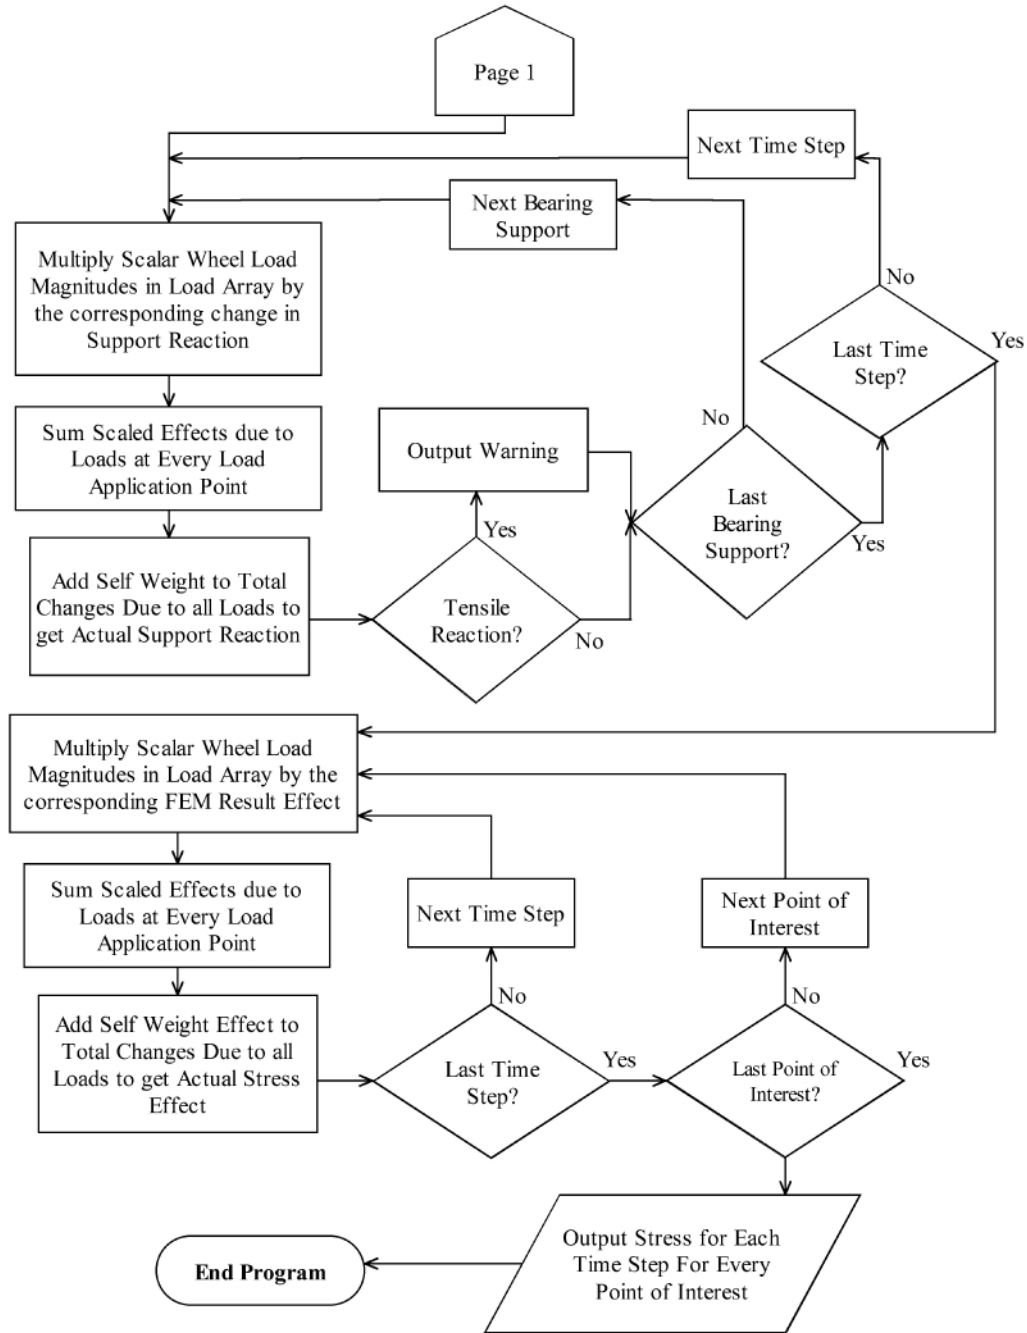 Page 1
Next Time Step
Next Bearing
Support
No
Multiply Scalar Wheel Load
Magnitudes in Load Array by
the corresponding change in
Support Reaction
Last Time
Step?
Yes
Sum Scaled Effects due to
Loads at Every Load
Application Point
Output Warning
No
Last
Bearing
Support?
Yes
Add Self Weight to Total
Changes Due to all Loads to
get Actual Support Reaction
Yes
Tensile
Reaction?
No
Multiply Scalar Wheel Load
Magnitudes in Load Array by the
corresponding FEM Result Effect
Sum Scaled Effects due to
Loads at Every Load
Application Point
Next Time Step
Next Point of
Interest
No
No
Add Self Weight Effect to
Total Changes Due to all
Loads to get Actual Stress
Effect
Last Time
Step?
Yes
Last Point of
Interest?
Yes
Output Stress for Each
Time Step For Every
Point of Interest
End Program